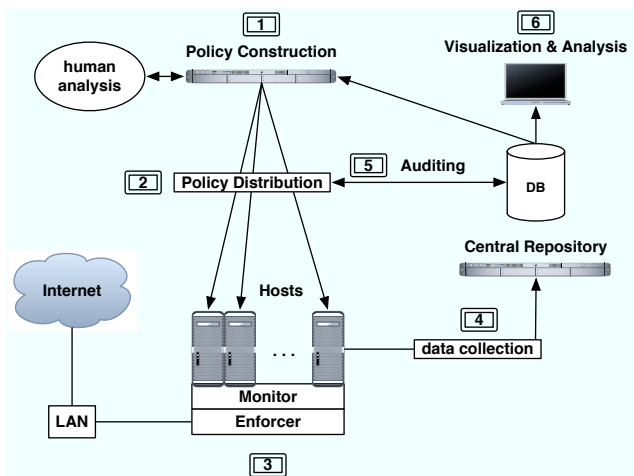 1
6
Policy Construction
Visualization & Analysis
human
analysis
5
Auditing
2
Policy Distribution
DB
Central Repository
Internet
Hosts
4
. . .
data collection
Monitor
LAN
Enforcer
3